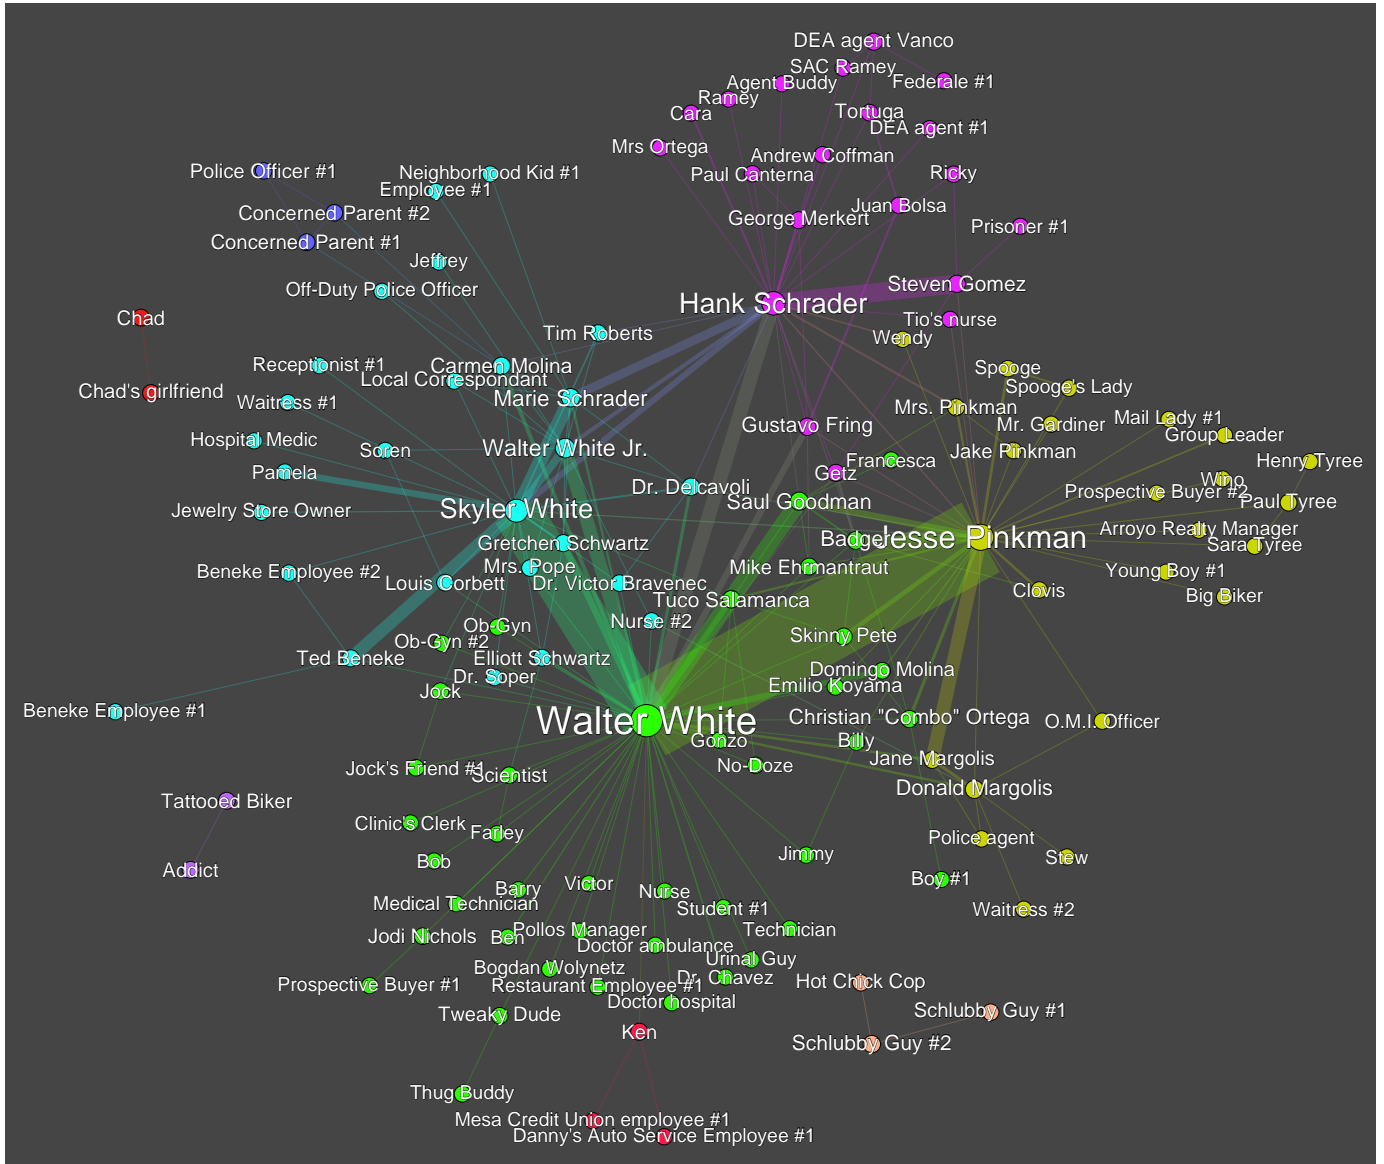 DEA agent Vanco
SAC Ramey
Agent Buddy
Federale #1
Ramey
Cara
Tortuga
DEA agent #1
Mrs Ortega
Andrew Coffman
Paul Canterna
Ricky
Police Officer #1
Neighborhood Kid #1
Employee #1
Concerned Parent #2
George Merkert
Juan Bolsa
Prisoner #1
Concerned Parent #1
Jeffrey
Off-Duty Police Officer
Steven Gomez
Hank Schrader
Chad
Tio's nurse
Tim Roberts
Wendy
Receptionist #1
Carmen Molina
Local Correspondant
Spooge
Spooge's Lady
Chad's girlfriend
Marie Schrader
Waitress #1
Mrs. Pinkman
Mail Lady #1
Mr. Gardiner
Gustavo Fring
Group Leader
Hospital Medic
Walter White Jr.
Soren
Jake Pinkman
Francesca
Henry Tyree
Pamela
Getz
Wino
Dr. Delcavoli
Prospective Buyer #2
Saul Goodman
Paul Tyree
Jewelry Store Owner
Skyler White
Arroyo Realty Manager
Badger
Jesse Pinkman
Gretchen Schwartz
Sara Tyree
Mrs. Pope
Mike Ehrmantraut
Beneke Employee #2
Young Boy #1
Louis Corbett
Dr. Victor Bravenec
Clovis
Big Biker
Tuco Salamanca
Nurse #2
Ob-Gyn
Skinny Pete
Ob-Gyn #2
Ted Beneke
Elliott Schwartz
Domingo Molina
Dr. Soper
Emilio Koyama
Jock
Beneke Employee #1
Walter White
Christian "Combo" Ortega
O.M.I. Officer
Gonzo
Billy
Jane Margolis
No-Doze
Jock's Friend #1
Scientist
Donald Margolis
Tattooed Biker
Clinic's Clerk
Farley
Police agent
Jimmy
Stew
Bob
Addict
Boy #1
Victor
Barry
Nurse
Medical Technician
Student #1
Waitress #2
Jodi Nichols
Ben
Pollos Manager
Technician
Doctor ambulance
Urinal Guy
Bogdan Wolynetz
Dr. Chavez
Hot Chick Cop
Prospective Buyer #1
Restaurant Employee #1
Doctor hospital
Tweaky Dude
Schlubby Guy #1
Ken
Schlubby Guy #2
Thug Buddy
Mesa Credit Union employee #1
Danny's Auto Service Employee #1